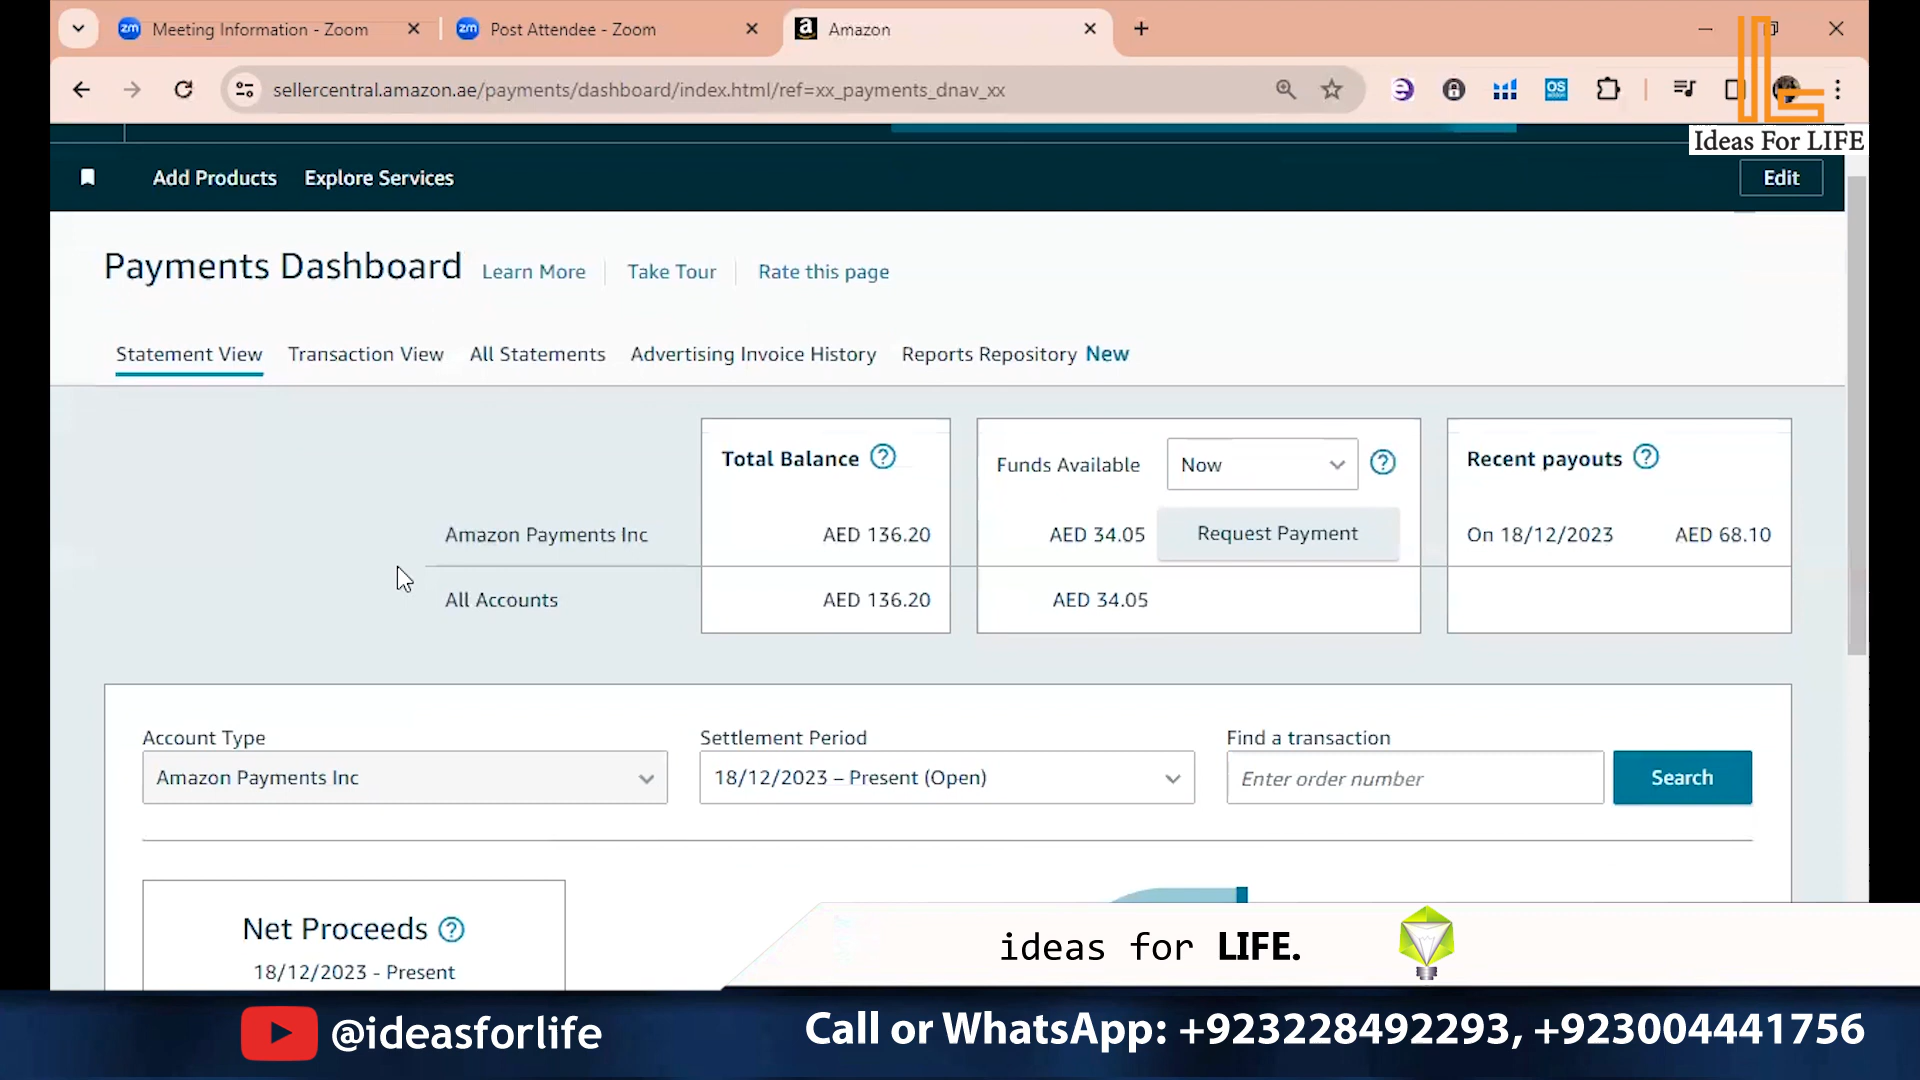 Meeting Information - Zoom
Post Attendee - Zoom
Amazon
sellercentral.amazon.ae/payments/dashboard/index.html/ref=xx_payments_dnav_xx
Ideas For LIFE
Add Products
Explore Services
Edit
Payments Dashboard
Learn More
Take Tour
Rate this page
Statement View
Transaction View
All Statements
Advertising Invoice History
Reports Repository New
Total Balance
Funds Available
Now
Recent payouts
Amazon Payments Inc
AED 136.20
AED 34.05
Request Payment
On 18/12/2023
AED 68.10
All Accounts
AED 136.20
AED 34.05
Account Type
Settlement Period
Find a transaction
Amazon Payments Inc
18/12/2023 – Present (Open)
Enter order number
Search
Net Proceeds
18/12/2023 - Present
ideas for LIFE.
@ideasforlife
Call or WhatsApp: +923228492293, +923004441756